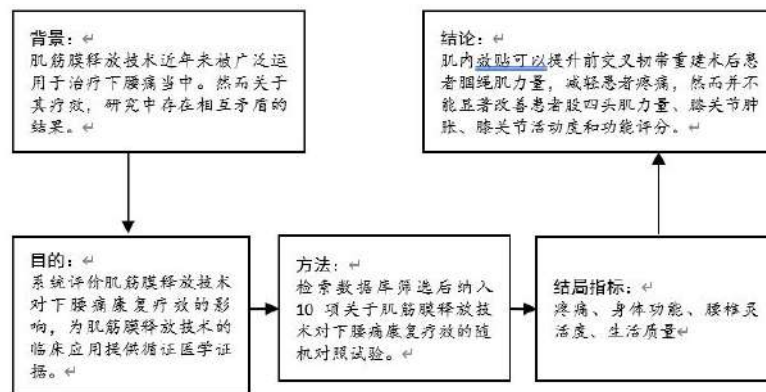 背景：↵
肌筋膜释放技术近年来被广泛运
用于治疗下腰痛当中。然而关于
其疗效，研究中存在相互矛盾的
结果。↵
目的：↵
系统评价肌筋膜释放技术
对下腰痛康复疗效的影
响，为肌筋膜释放技术的
临床应用提供循证医学证
据。↵
方法：↵
检索数据库筛选后纳入
10 项关于肌筋膜释放技
术对下腰痛康复疗效的随
机对照试验。↵
结局指标：↵
疼痛、身体功能、腰椎灵
活度、生活质量↵
结论：↵
肌内效贴可以提升前交叉韧带重建术后患
者腘绳肌力量，减轻患者疼痛，然而并不
能显著改善患者股四头肌力量、膝关节肿
胀、膝关节活动度和功能评分。↵